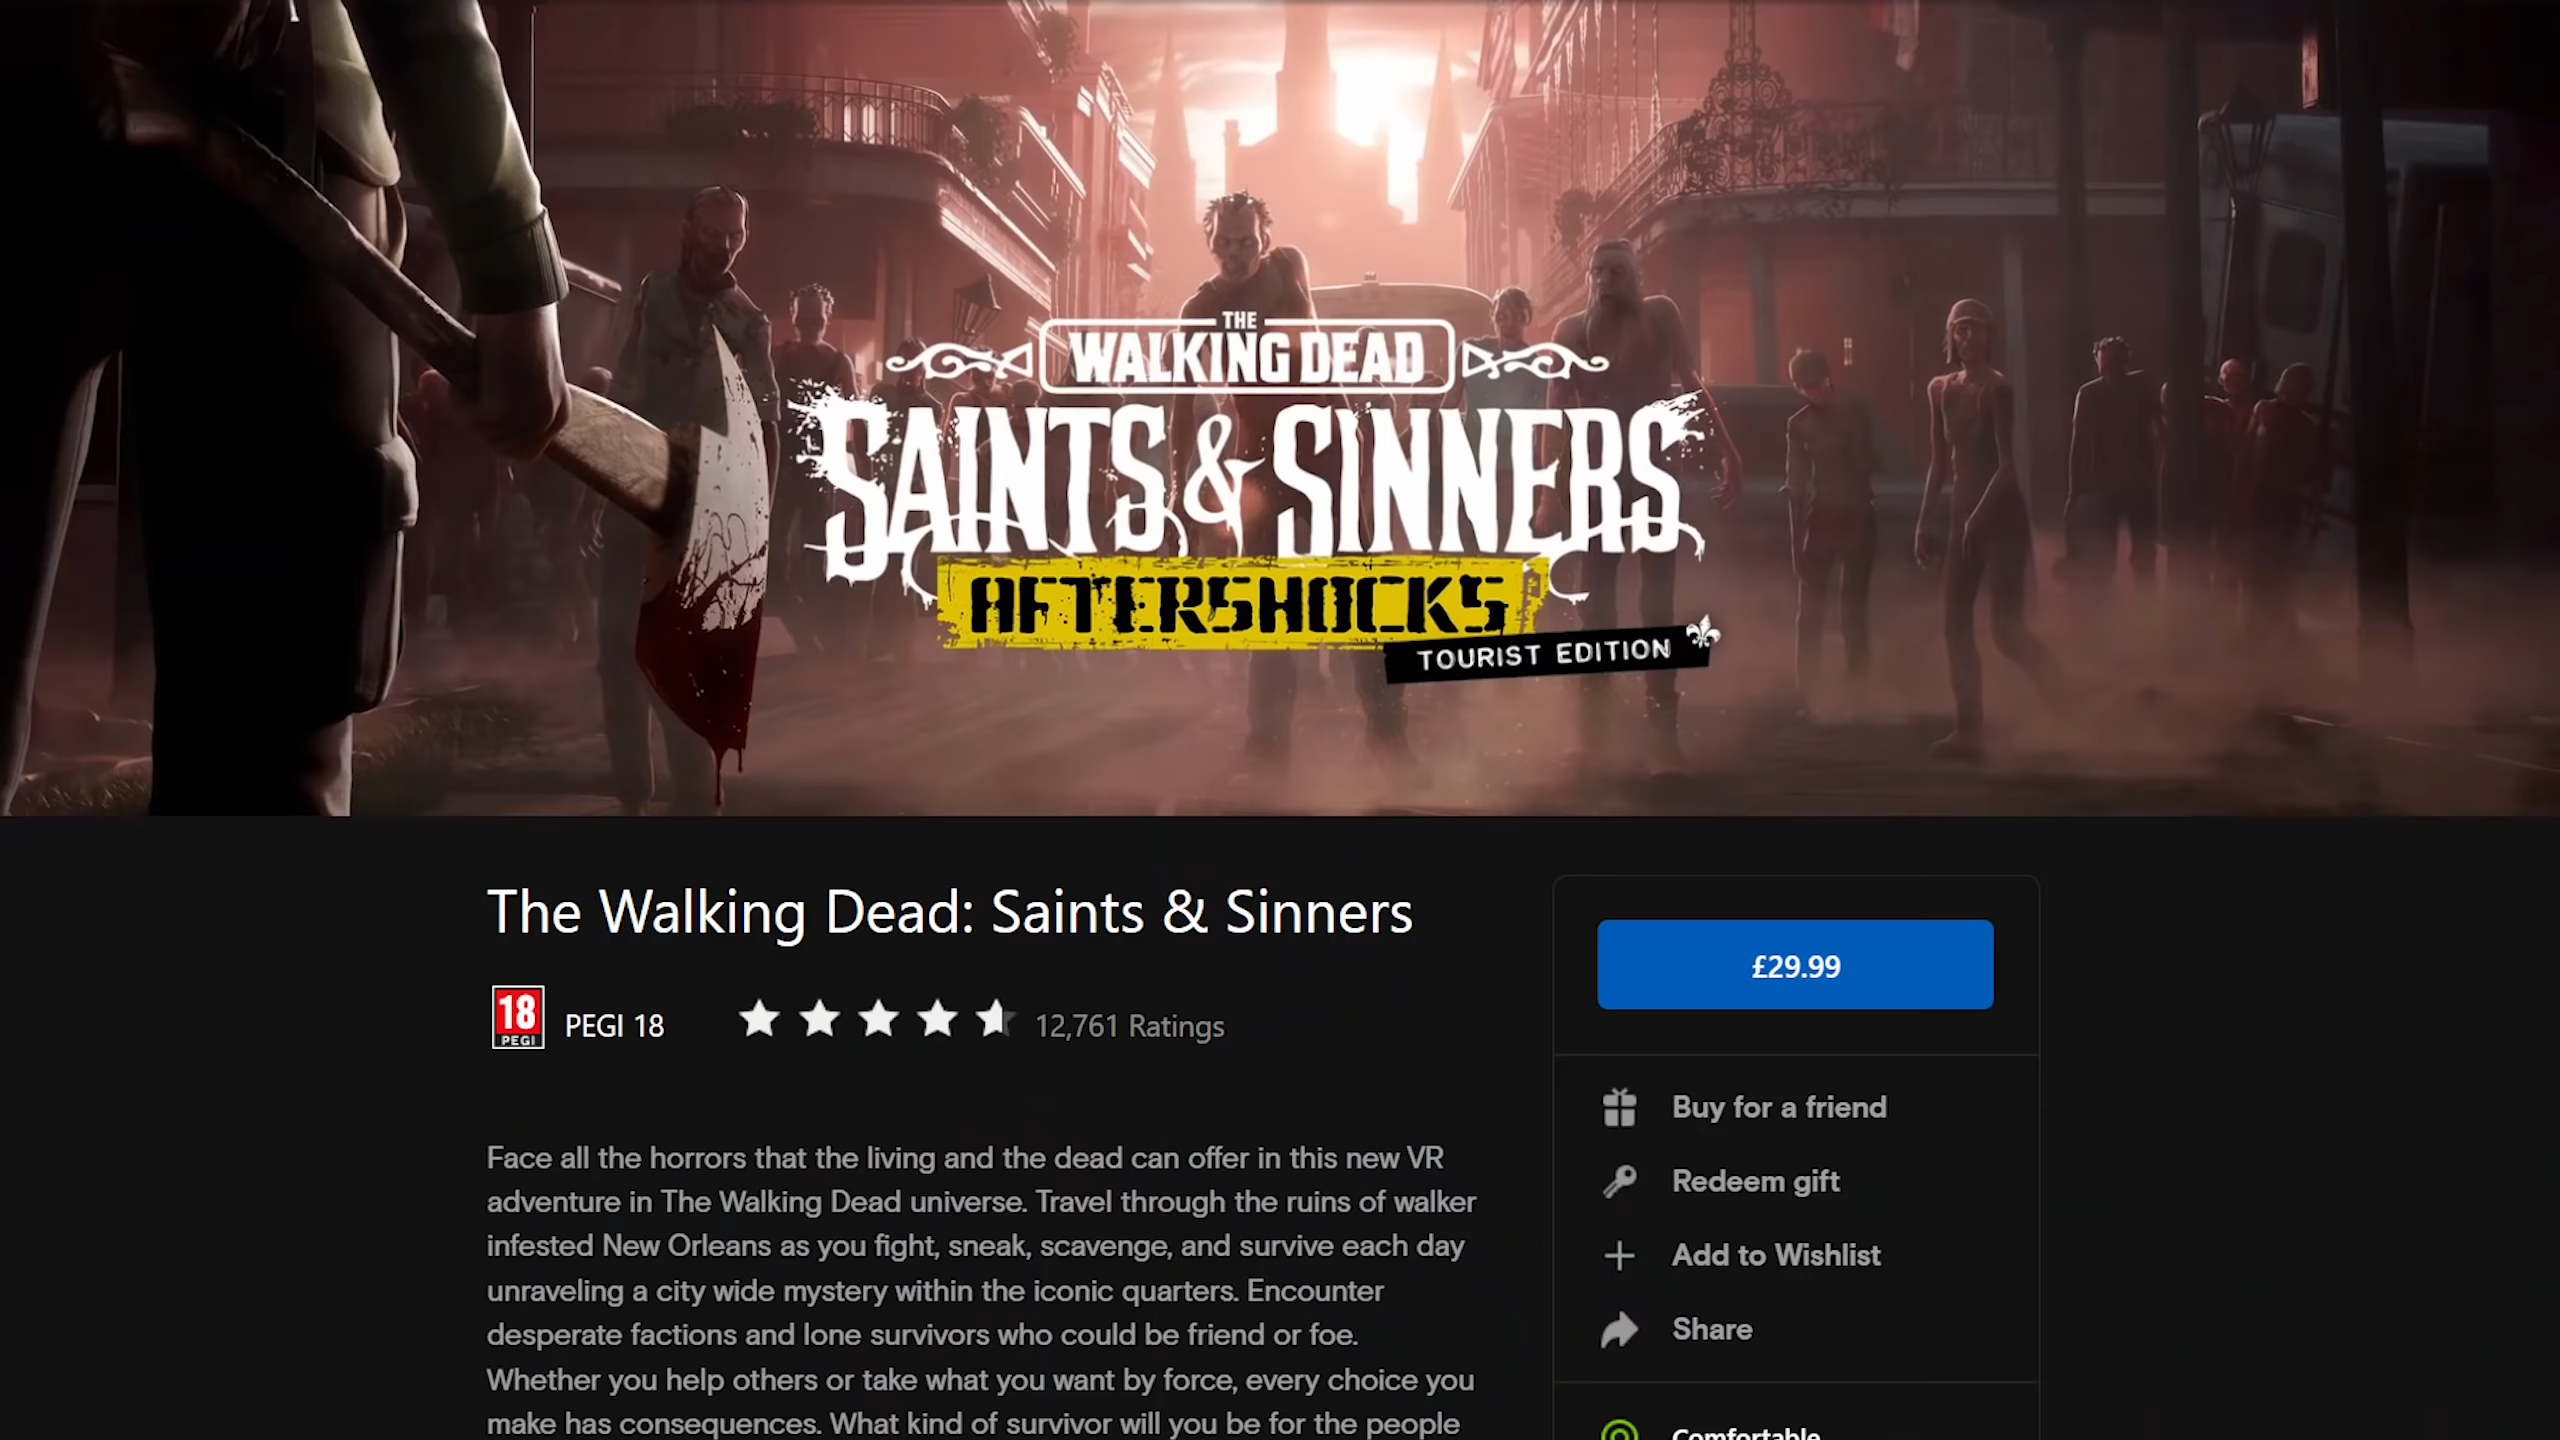 THE
WALKING DEAD
SAINTS & SINNERS
AFTERSHOCKS
TOURIST EDITION
The Walking Dead: Saints & Sinners
18
PEGI
PEGI 18
12,761 Ratings
£29.99
Buy for a friend
Redeem gift
Add to Wishlist
Share
Comfortable
Face all the horrors that the living and the dead can offer in this new VR
adventure in The Walking Dead universe. Travel through the ruins of walker
infested New Orleans as you fight, sneak, scavenge, and survive each day
unraveling a city wide mystery within the iconic quarters. Encounter
desperate factions and lone survivors who could be friend or foe.
Whether you help others or take what you want by force, every choice you
make has consequences. What kind of survivor will you be for the people